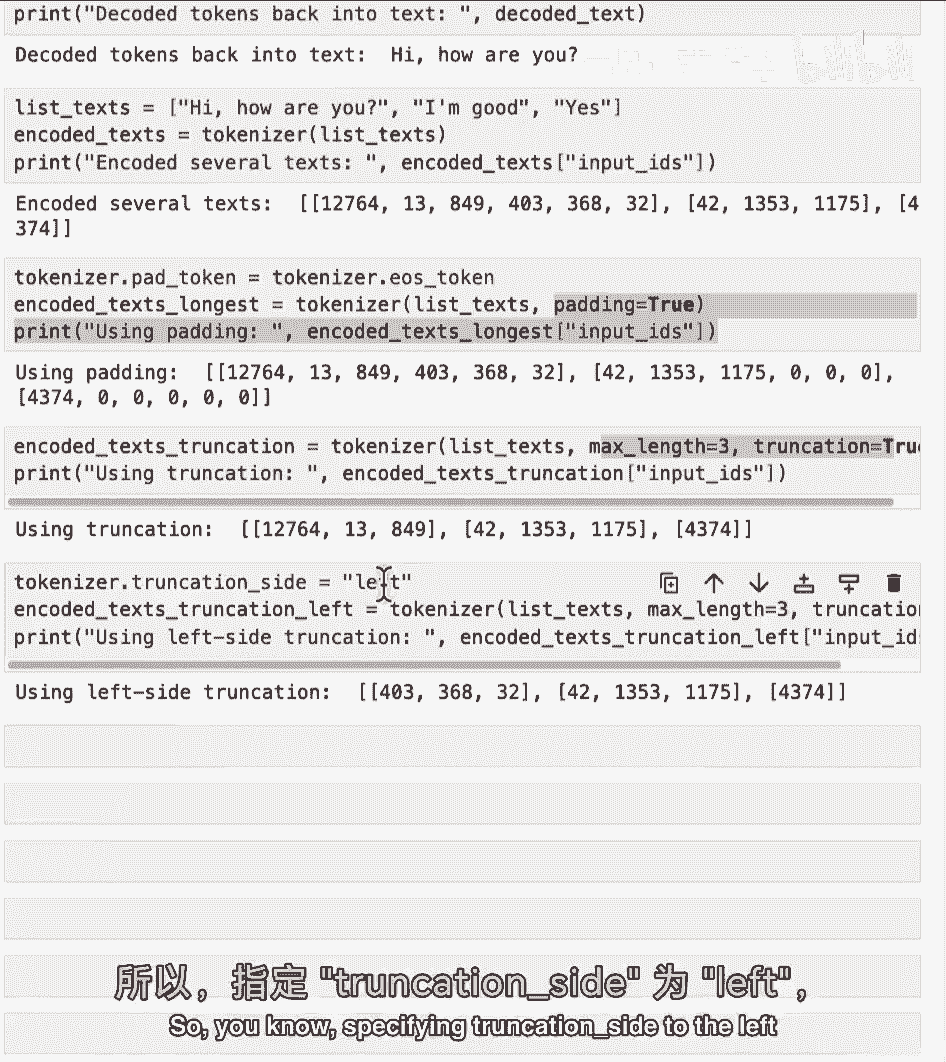 print("Decoded tokens back into text: ", decoded_text)
Decoded tokens back into text:  Hi, how are you?
list_texts = ["Hi, how are you?", "I'm good", "Yes"]
encoded_texts = tokenizer(list_texts)
print("Encoded several texts: ", encoded_texts["input_ids"])
Encoded several texts:  [[12764, 13, 849, 403, 368, 32], [42, 1353, 1175], [4
374]]
tokenizer.pad_token = tokenizer.eos_token
encoded_texts_longest = tokenizer(list_texts, padding=True)
print("Using padding: ", encoded_texts_longest["input_ids"])
Using padding:  [[12764, 13, 849, 403, 368, 32], [42, 1353, 1175, 0, 0, 0],
[4374, 0, 0, 0, 0, 0]]
encoded_texts_truncation = tokenizer(list_texts, max_length=3, truncation=Tru
print("Using truncation: ", encoded_texts_truncation["input_ids"])
Using truncation:  [[12764, 13, 849], [42, 1353, 1175], [4374]]
tokenizer.truncation_side = "left"
encoded_texts_truncation_left = tokenizer(list_texts, max_length=3, truncatio
print("Using left-side truncation: ", encoded_texts_truncation_left["input_id
Using left-side truncation:  [[403, 368, 32], [42, 1353, 1175], [4374]]
所以，指定 "truncation_side" 为 "left"，
So, you know, specifying truncation_side to the left